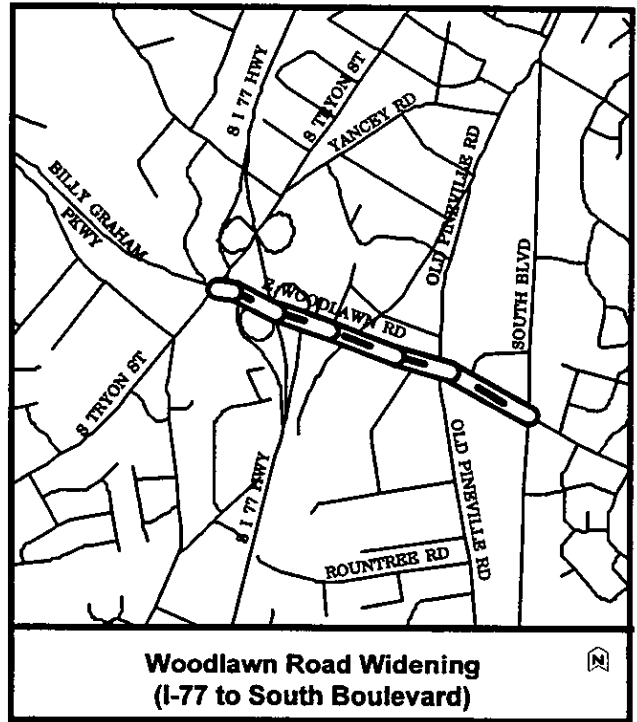 S I 77 HWY
S TRYON ST
YANCEY RD
OLD PINEVILLE RD
BILLY GRAHAM
PKWY
WOODLAWN RD
SOUTH BLVD
S TRYON ST
S I 77 HWY
OLD PINEVILLE RD
ROUNTREE RD
Woodlawn Road Widening
(I-77 to South Boulevard)
N